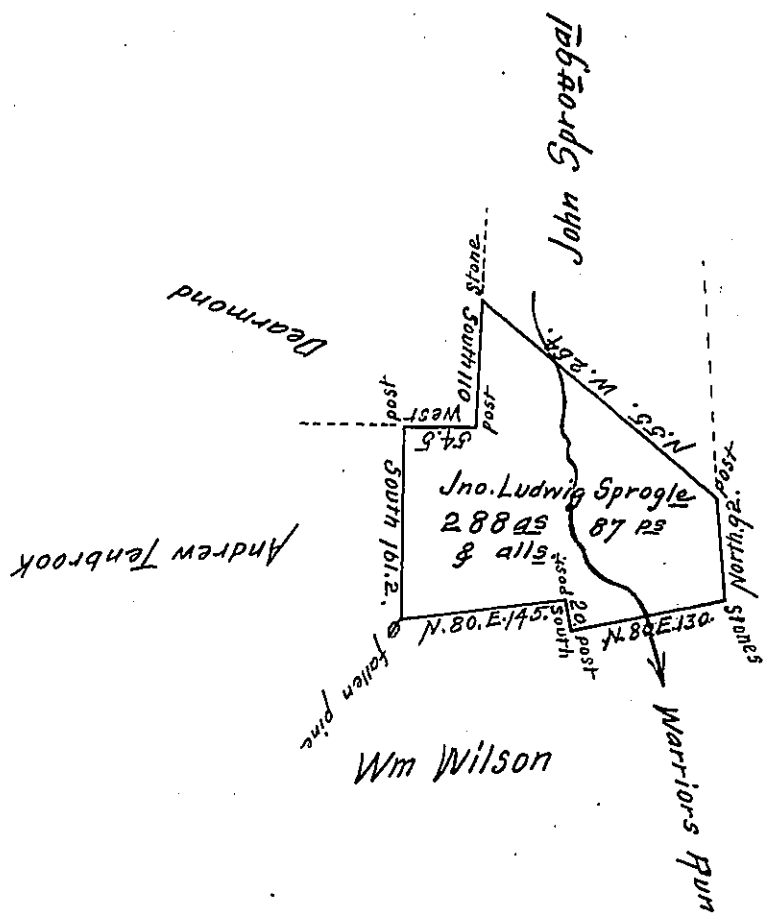 John Sprogel
Stone
Dearmond
South 110
N. 55. W. 264.
post
West
54.5
post
Andrew Tenbrook
South 161.2.
Jno. Ludwig Sprogle
288 as 87 ps
& alls.
post
North. 92.
post
South 20.
post
N. 80. E. 145.
N. 80 E. 130.
Stones
fallen pine
Wm Wilson
Warriors Run